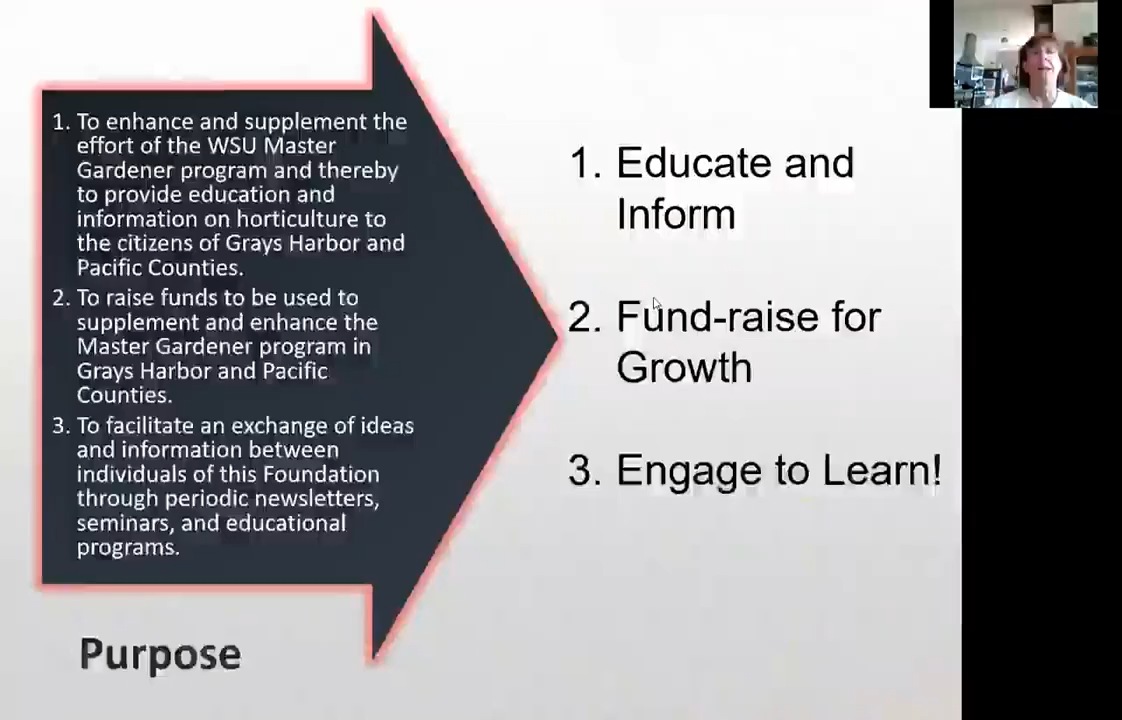 1. To enhance and supplement the
effort of the WSU Master
Gardener program and thereby
to provide education and
information on horticulture to
the citizens of Grays Harbor and
Pacific Counties.
2. To raise funds to be used to
supplement and enhance the
Master Gardener program in
Grays Harbor and Pacific
Counties.
3. To facilitate an exchange of ideas
and information between
individuals of this Foundation
through periodic newsletters,
seminars, and educational
programs.
Purpose
1. Educate and
Inform
2. Fund-raise for
Growth
3. Engage to Learn!